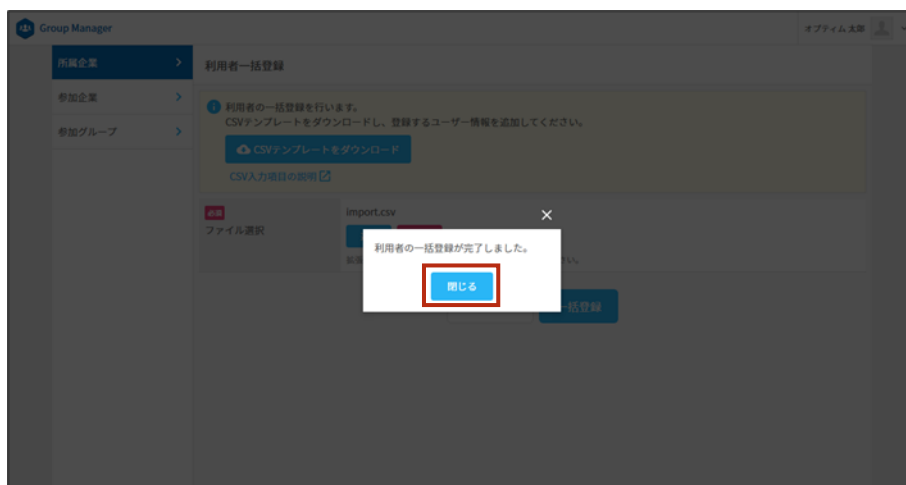 Group Manager
オプティム 太郎
所属企業
利用者一括登録
参加企業
利用者の一括登録を行います。
CSVテンプレートをダウンロードし、登録するユーザー情報を追加してください。
参加グループ
CSVテンプレートをダウンロード
CSV入力項目の説明
必須
import.csv
ファイル選択
利用者の一括登録が完了しました。
さい。
閉じる
一括登録